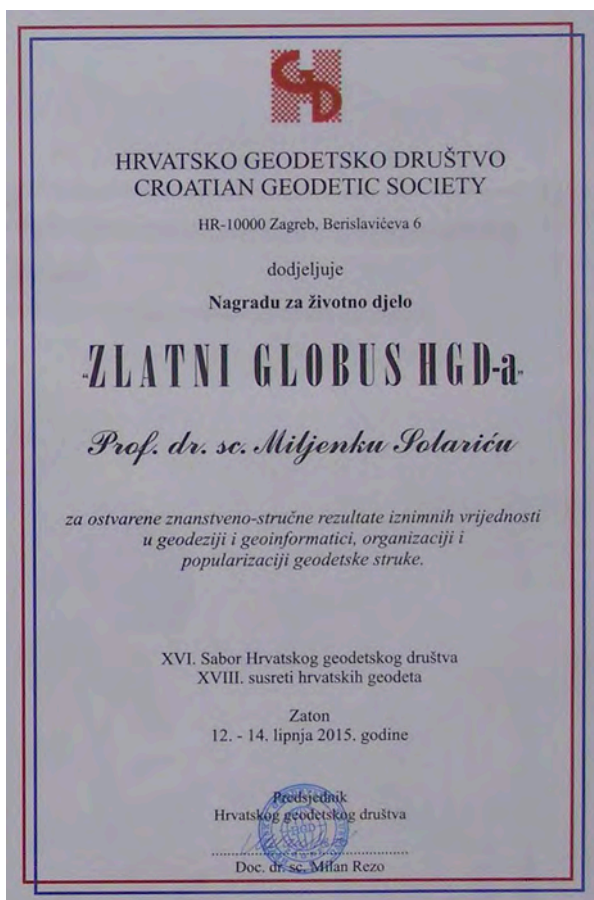 HGD
HRVATSKO GEODETSKO DRUŠTVO
CROATIAN GEODETIC SOCIETY
HR-10000 Zagreb, Berislavićeva 6
dodjeljuje
Nagradu za životno djelo
"ZLATNI GLOBUS HGD-a"
Prof. dr. sc. Miljenku Solariću
za ostvarene znanstveno-stručne rezultate iznimnih vrijednosti
u geodeziji i geoinformatici, organizaciji i
popularizaciji geodetske struke.
XVI. Sabor Hrvatskog geodetskog društva
XVIII. susreti hrvatskih geodeta
Zaton
12. - 14. lipnja 2015. godine
Predsjednik
Hrvatskog geodetskog društva
Doc. dr. sc. Milan Rezo